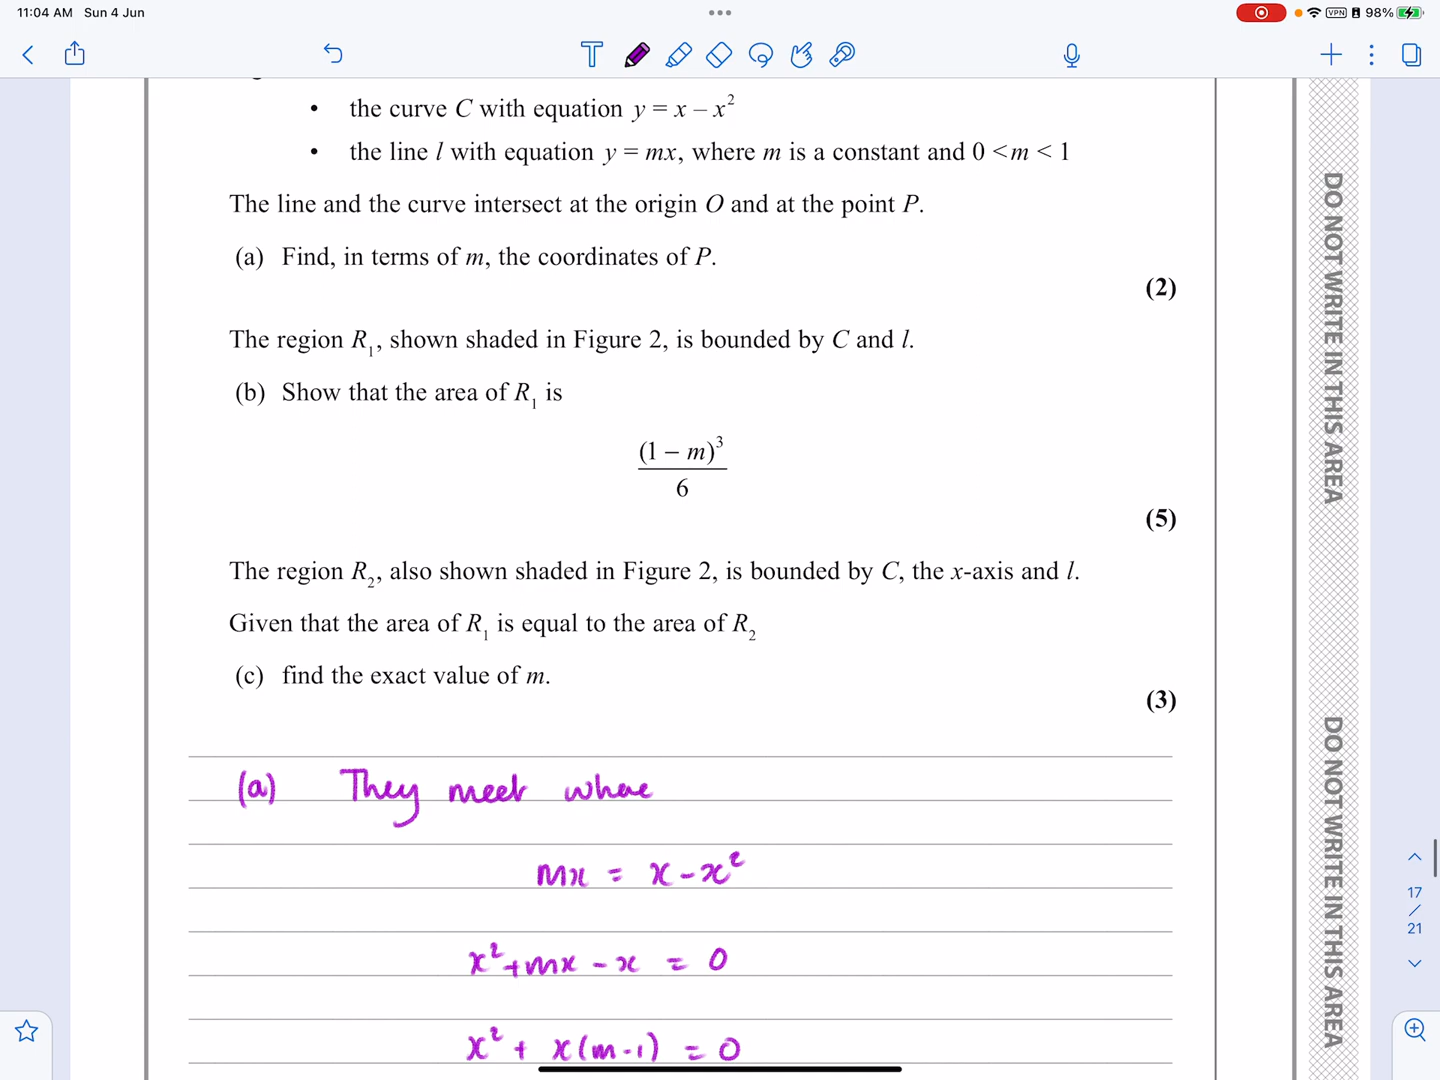 11:04 AM Sun 4 Jun
VPN 98%
• the curve C with equation y = x – x²
• the line l with equation y = mx, where m is a constant and 0 < m < 1
The line and the curve intersect at the origin O and at the point P.
(a) Find, in terms of m, the coordinates of P.
(2)
The region R₁, shown shaded in Figure 2, is bounded by C and l.
(b) Show that the area of R₁ is
(1 – m)³
6
(5)
The region R₂, also shown shaded in Figure 2, is bounded by C, the x-axis and l.
Given that the area of R₁ is equal to the area of R₂
(c) find the exact value of m.
(3)
(a) They meet where
mx = x - x²
x² + mx - x = 0
x² + x(m-1) = 0
DO NOT WRITE IN THIS AREA
DO NOT WRITE IN THIS AREA
17
/
21